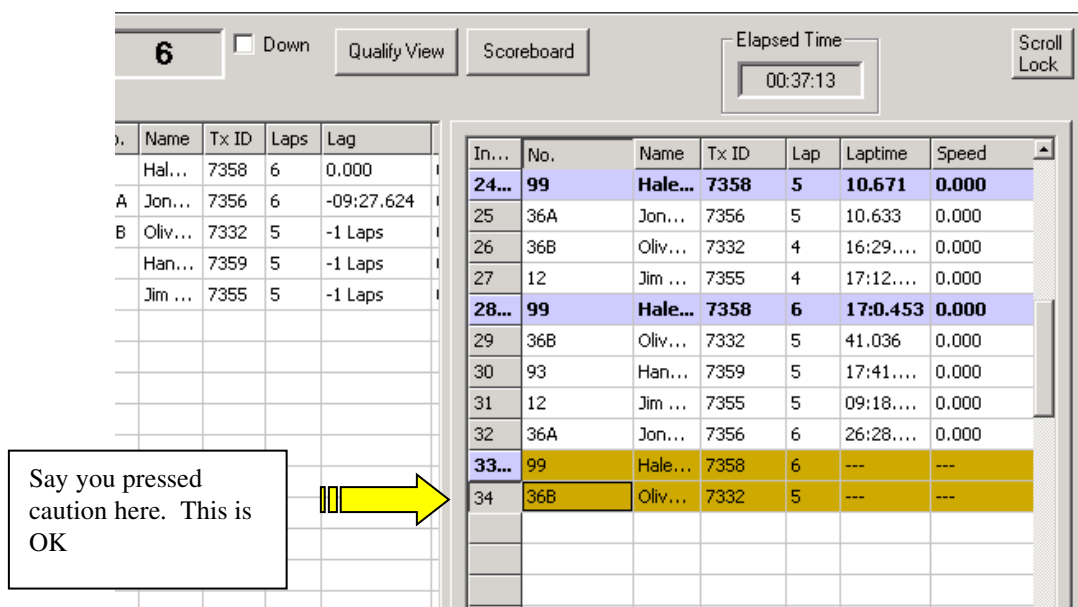 6 Down Qualify View Scoreboard Elapsed Time 00:37:13 Scroll Lock
. Name Tx ID Laps Lag
Hal... 7358 6 0.000
A Jon... 7356 6 -09:27.624
B Oliv... 7332 5 -1 Laps
Han... 7359 5 -1 Laps
Jim ... 7355 5 -1 Laps
In... No. Name Tx ID Lap Laptime Speed
24... 99 Hale... 7358 5 10.671 0.000
25 36A Jon... 7356 5 10.633 0.000
26 36B Oliv... 7332 4 16:29.... 0.000
27 12 Jim ... 7355 4 17:12.... 0.000
28... 99 Hale... 7358 6 17:0.453 0.000
29 36B Oliv... 7332 5 41.036 0.000
30 93 Han... 7359 5 17:41.... 0.000
31 12 Jim ... 7355 5 09:18.... 0.000
32 36A Jon... 7356 6 26:28.... 0.000
33... 99 Hale... 7358 6 --- ---
34 36B Oliv... 7332 5 --- ---
Say you pressed
caution here. This is
OK